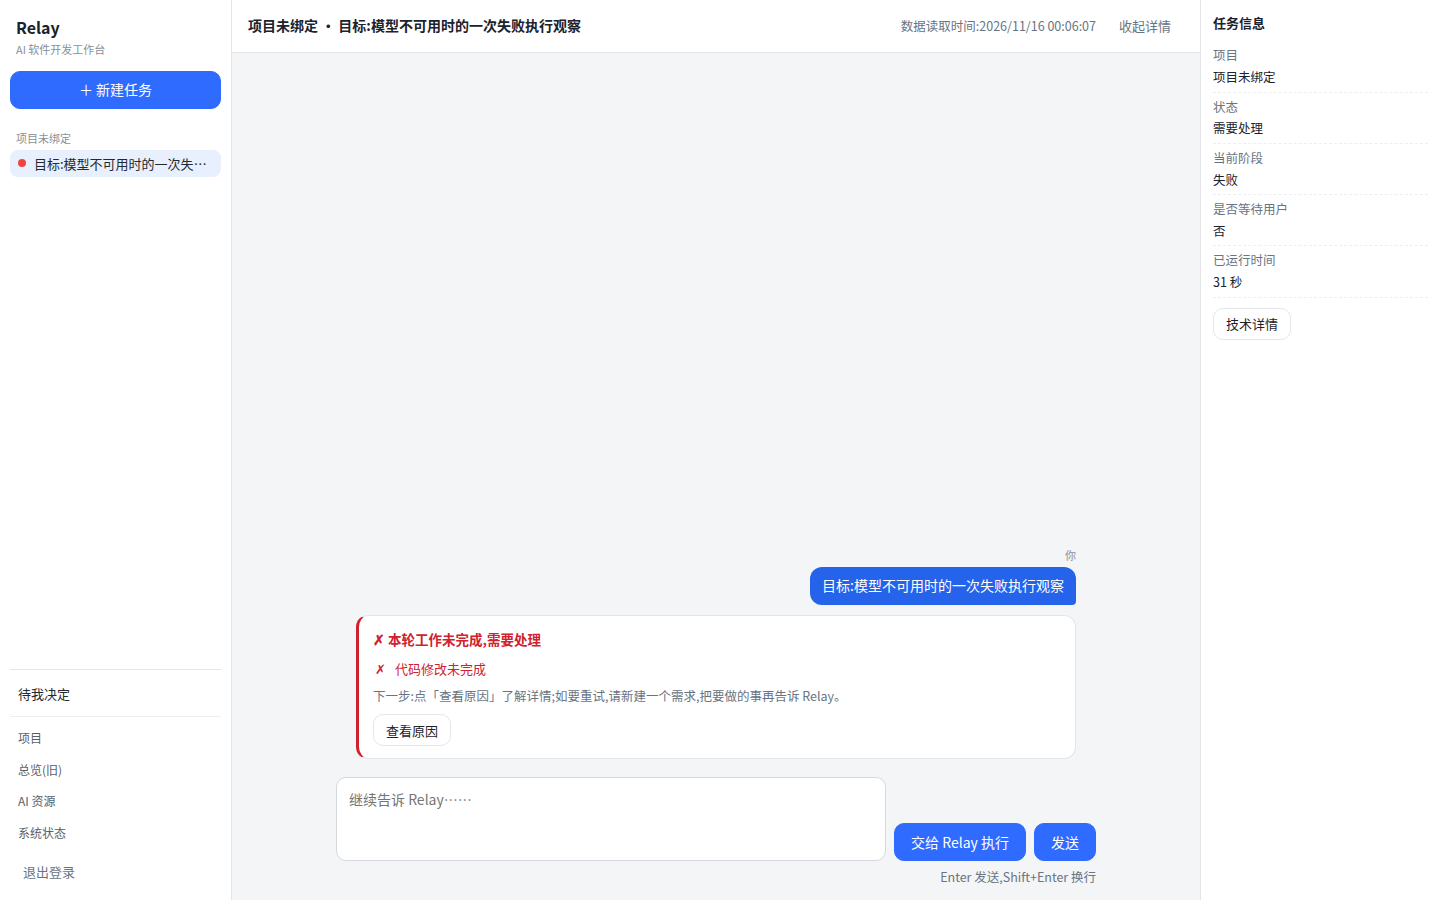 Relay
AI 软件开发工作台
＋ 新建任务
项目未绑定
目标:模型不可用时的一次失…
待我决定
项目
总览(旧)
AI 资源
系统状态
退出登录
项目未绑定 · 目标:模型不可用时的一次失败执行观察
数据读取时间:2026/11/16 00:06:07
收起详情
你
目标:模型不可用时的一次失败执行观察
✗ 本轮工作未完成,需要处理
✗ 代码修改未完成
下一步:点「查看原因」了解详情;如要重试,请新建一个需求,把要做的事再告诉 Relay。
查看原因
继续告诉 Relay……
交给 Relay 执行
发送
Enter 发送,Shift+Enter 换行
任务信息
项目
项目未绑定
状态
需要处理
当前阶段
失败
是否等待用户
否
已运行时间
31 秒
技术详情